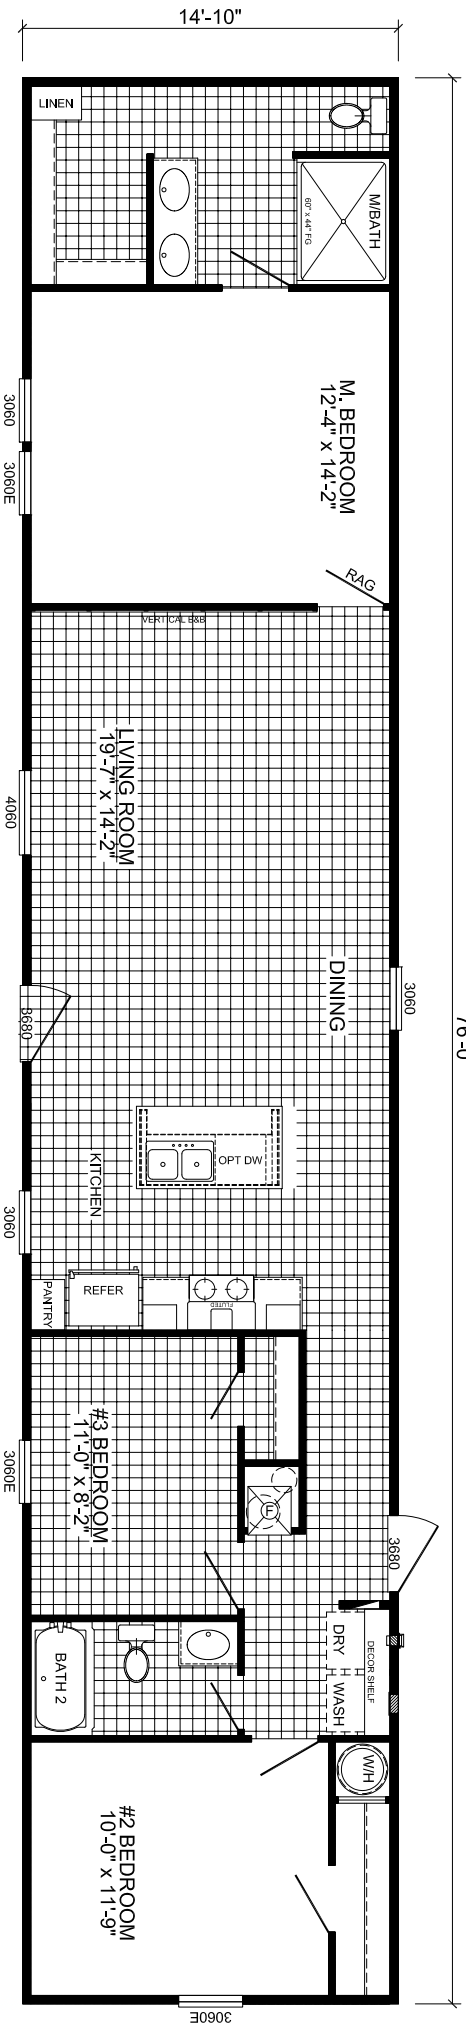 14'-10"
LINEN
M/BATH
60" x 44" FG
M. BEDROOM
12'-4" x 14'-2"
3060
3060E
RAG
VERTICAL E&B
LIVING ROOM
19'-7" x 14'-2"
4060
DINING
3060
76'-0
3680
OPT DW
KITCHEN
3060
PANTRY
REFER
FLUTED
#3 BEDROOM
11'-0" x 8'-2"
3060E
F
3680
DECOR SHELF
DRY
WASH
BATH 2
W/H
#2 BEDROOM
10'-0" x 11'-9"
3060E